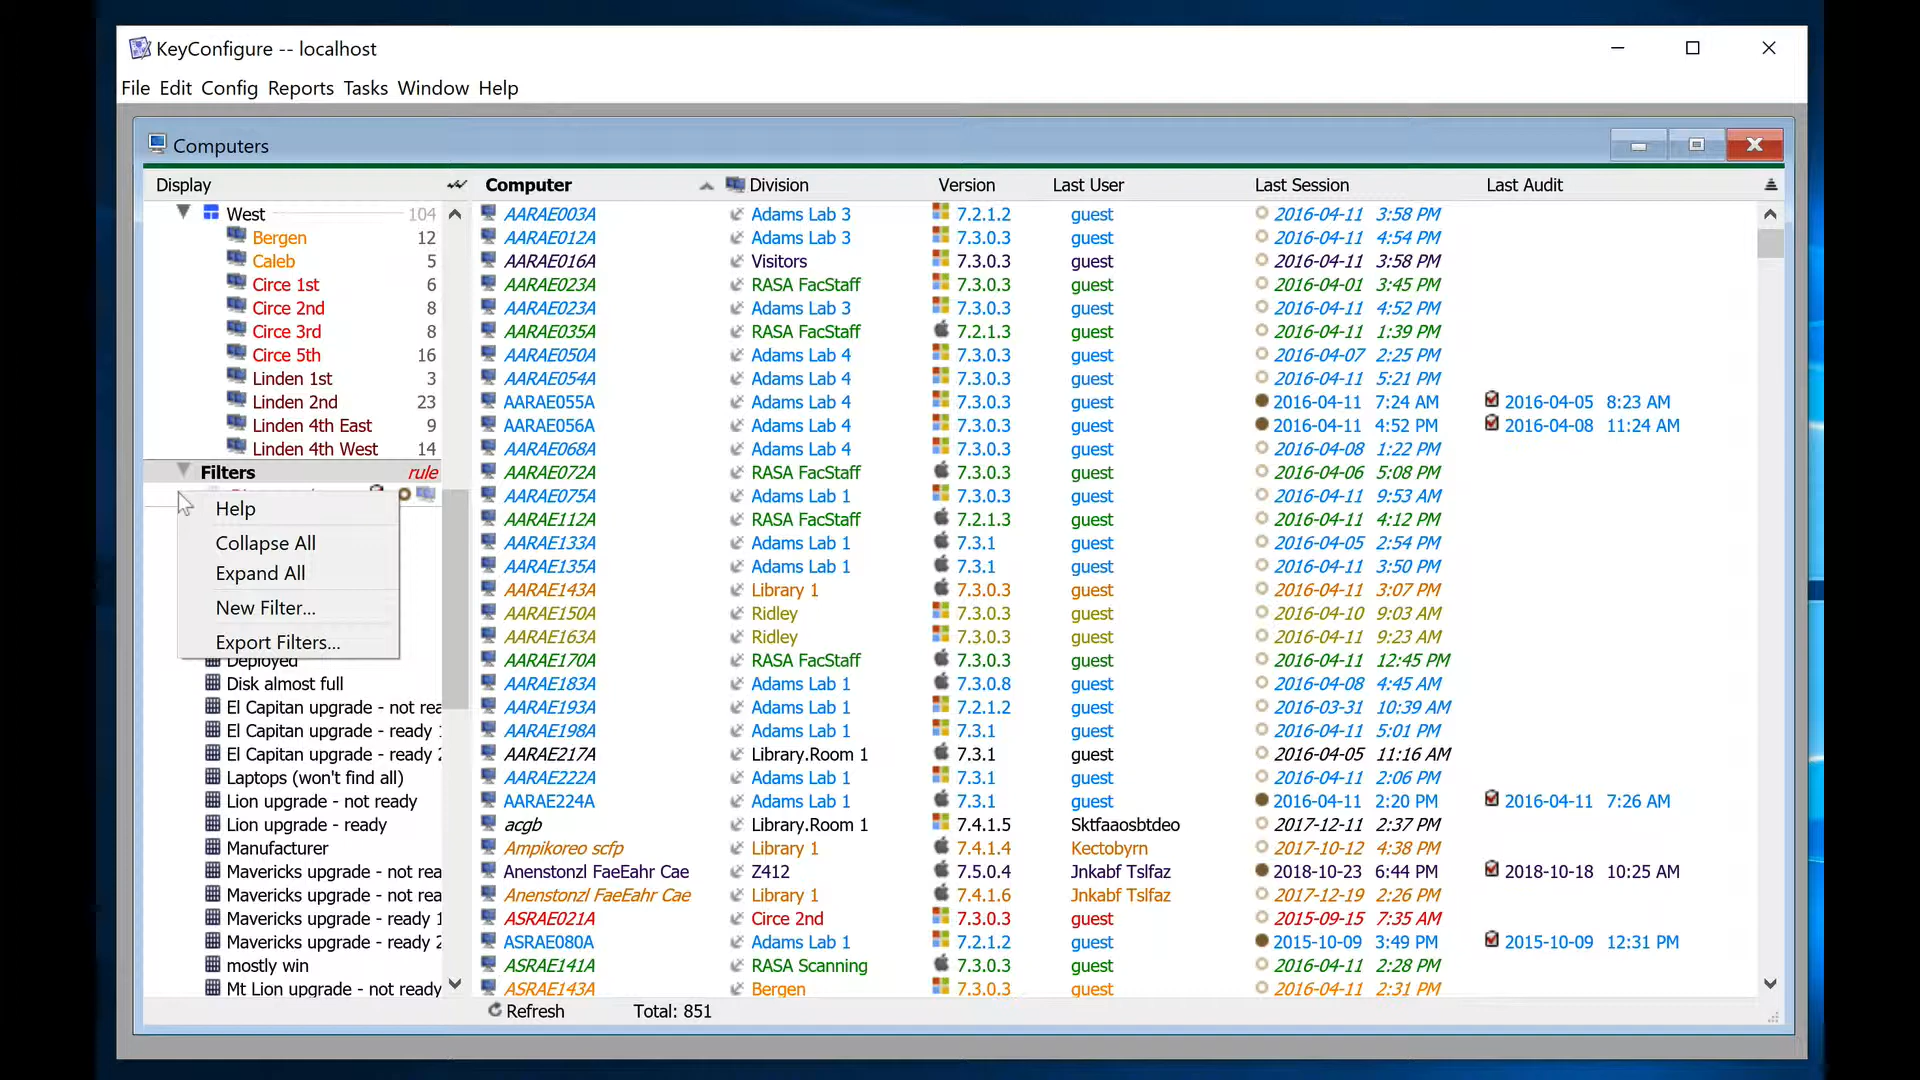 KeyConfigure -- localhost
File Edit Config Reports Tasks Window Help
Computers
Display Computer Division Version Last User Last Session Last Audit
West 104
Bergen 12
Caleb 5
Circe 1st 6
Circe 2nd 8
Circe 3rd 8
Circe 5th 16
Linden 1st 3
Linden 2nd 23
Linden 4th East 9
Linden 4th West 14
Filters rule
Help
Collapse All
Expand All
New Filter...
Export Filters...
Deployed
Disk almost full
El Capitan upgrade - not rea
El Capitan upgrade - ready 1
El Capitan upgrade - ready 2
Laptops (won't find all)
Lion upgrade - not ready
Lion upgrade - ready
Manufacturer
Mavericks upgrade - not rea
Mavericks upgrade - not rea
Mavericks upgrade - ready 1
Mavericks upgrade - ready 2
mostly win
Mt Lion upgrade - not ready
AARAE003A Adams Lab 3 7.2.1.2 guest 2016-04-11 3:58 PM
AARAE012A Adams Lab 3 7.3.0.3 guest 2016-04-11 4:54 PM
AARAE016A Visitors 7.3.0.3 guest 2016-04-11 3:58 PM
AARAE023A RASA FacStaff 7.3.0.3 guest 2016-04-01 3:45 PM
AARAE023A Adams Lab 3 7.3.0.3 guest 2016-04-11 4:52 PM
AARAE035A RASA FacStaff 7.2.1.3 guest 2016-04-11 1:39 PM
AARAE050A Adams Lab 4 7.3.0.3 guest 2016-04-07 2:25 PM
AARAE054A Adams Lab 4 7.3.0.3 guest 2016-04-11 5:21 PM
AARAE055A Adams Lab 4 7.3.0.3 guest 2016-04-11 7:24 AM 2016-04-05 8:23 AM
AARAE056A Adams Lab 4 7.3.0.3 guest 2016-04-11 4:52 PM 2016-04-08 11:24 AM
AARAE068A Adams Lab 4 7.3.0.3 guest 2016-04-08 1:22 PM
AARAE072A RASA FacStaff 7.3.0.3 guest 2016-04-06 5:08 PM
AARAE075A Adams Lab 1 7.3.0.3 guest 2016-04-11 9:53 AM
AARAE112A RASA FacStaff 7.2.1.3 guest 2016-04-11 4:12 PM
AARAE133A Adams Lab 1 7.3.1 guest 2016-04-05 2:54 PM
AARAE135A Adams Lab 1 7.3.1 guest 2016-04-11 3:50 PM
AARAE143A Library 1 7.3.0.3 guest 2016-04-11 3:07 PM
AARAE150A Ridley 7.3.0.3 guest 2016-04-10 9:03 AM
AARAE163A Ridley 7.3.0.3 guest 2016-04-11 9:23 AM
AARAE170A RASA FacStaff 7.3.0.3 guest 2016-04-11 12:45 PM
AARAE183A Adams Lab 1 7.3.0.8 guest 2016-04-08 4:45 AM
AARAE193A Adams Lab 1 7.2.1.2 guest 2016-03-31 10:39 AM
AARAE198A Adams Lab 1 7.3.1 guest 2016-04-11 5:01 PM
AARAE217A Library.Room 1 7.3.1 guest 2016-04-05 11:16 AM
AARAE222A Adams Lab 1 7.3.1 guest 2016-04-11 2:06 PM
AARAE224A Adams Lab 1 7.3.1 guest 2016-04-11 2:20 PM 2016-04-11 7:26 AM
acgb Library.Room 1 7.4.1.5 Sktfaaosbtdeo 2017-12-11 2:37 PM
Ampikoreo scfp Library 1 7.4.1.4 Kectobyrn 2017-10-12 4:38 PM
Anenstonzl FaeEahr Cae Z412 7.5.0.4 Jnkabf Tslfaz 2018-10-23 6:44 PM 2018-10-18 10:25 AM
Anenstonzl FaeEahr Cae Library 1 7.4.1.6 Jnkabf Tslfaz 2017-12-19 2:26 PM
ASRAE021A Circe 2nd 7.3.0.3 guest 2015-09-15 7:35 AM
ASRAE080A Adams Lab 1 7.2.1.2 guest 2015-10-09 3:49 PM 2015-10-09 12:31 PM
ASRAE141A RASA Scanning 7.3.0.3 guest 2016-04-11 2:28 PM
ASRAE143A Bergen 7.3.0.3 guest 2016-04-11 2:31 PM
Refresh Total: 851